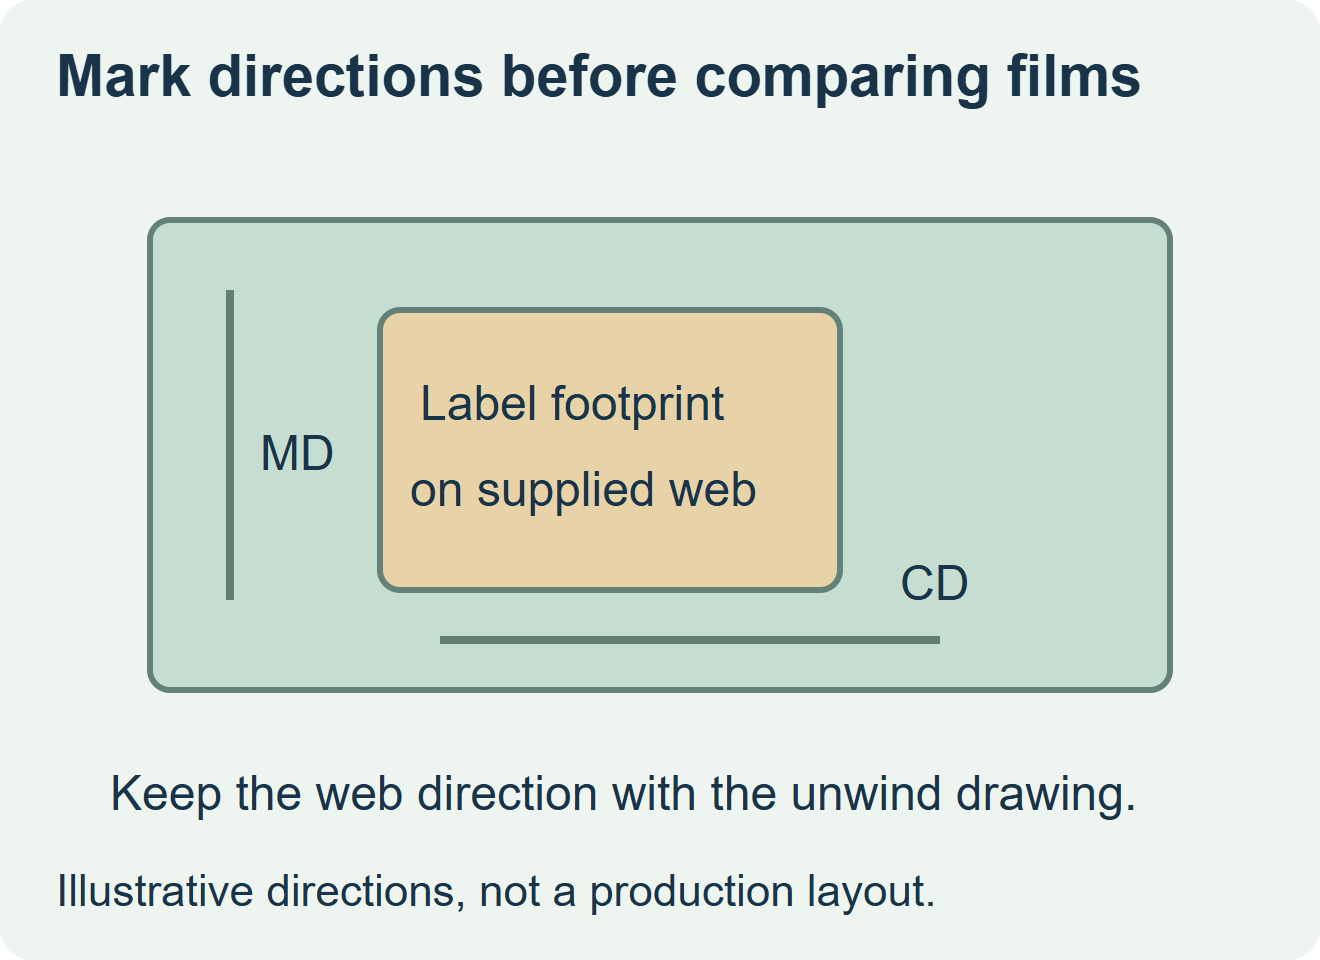 Mark directions before comparing films
Label footprint
MD
on supplied web
CD
Keep the web direction with the unwind drawing.
Illustrative directions, not a production layout.